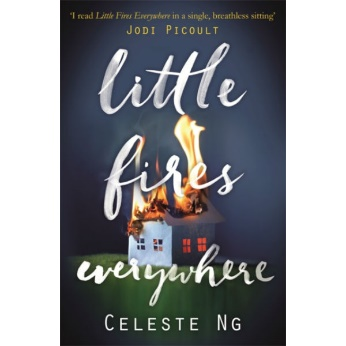 'I read Little Fires Everywhere in a single, breathless sitting'
JODI PICOULT
little
fires
everywhere
CELESTE NG